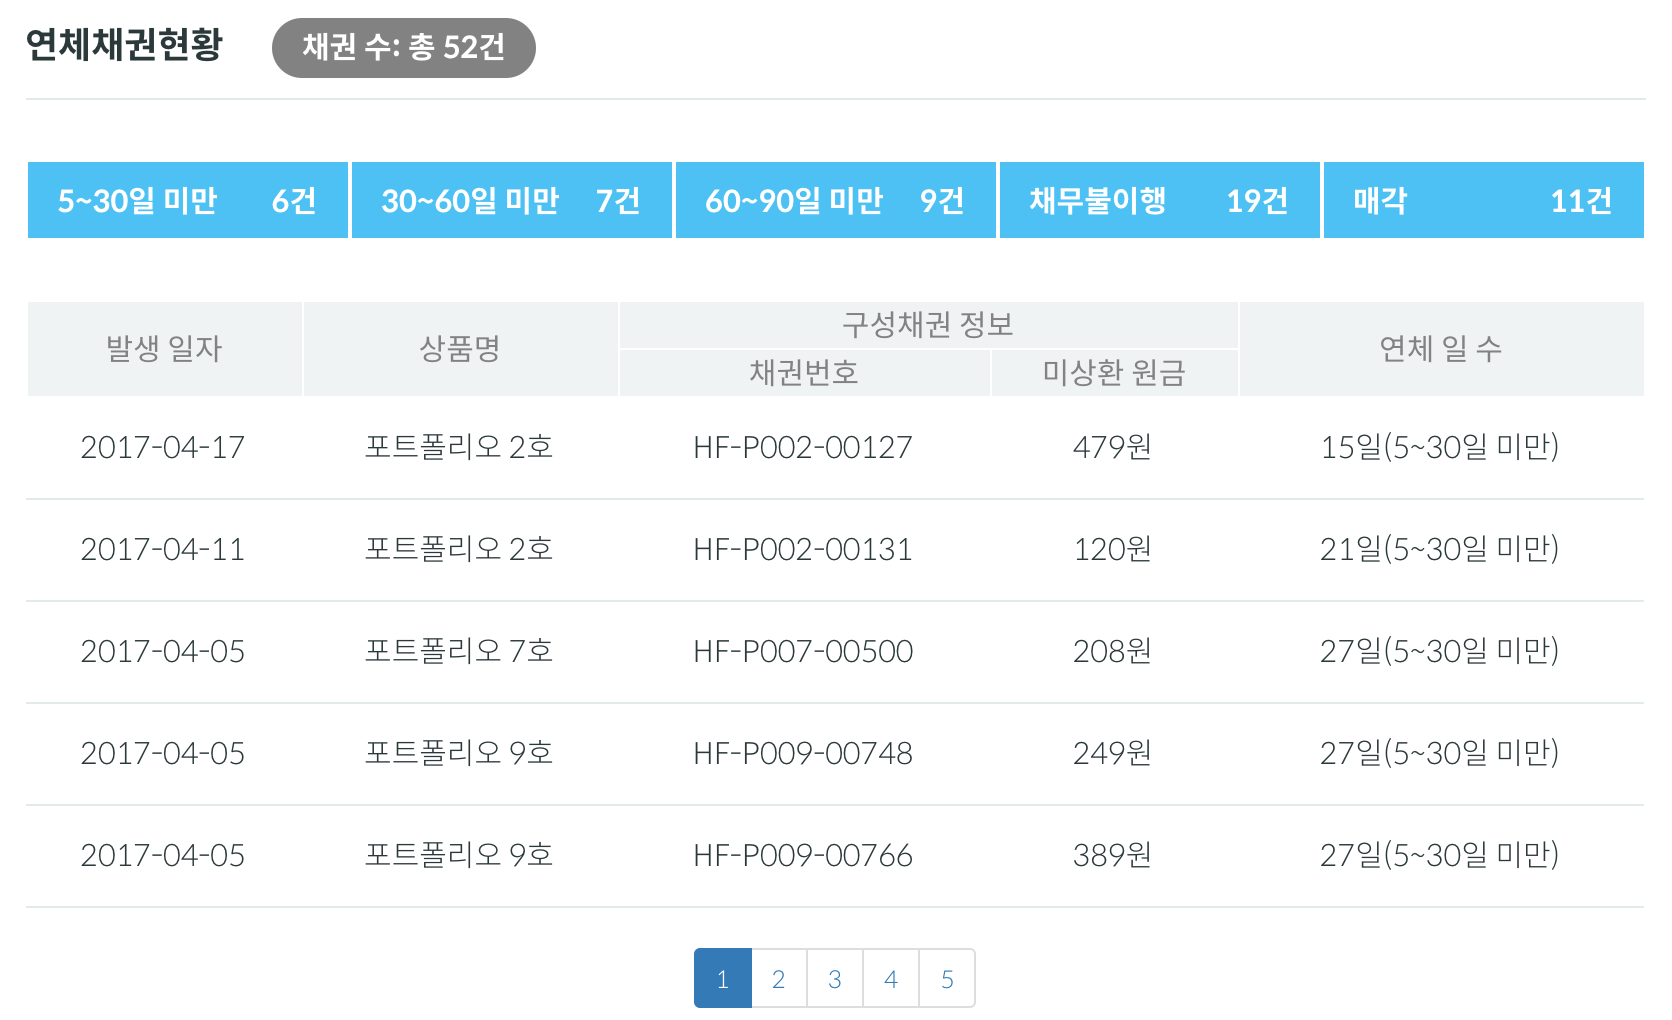 연체채권현황 채권 수: 총 52건
5~30일 미만 6건 30~60일 미만 7건 60~90일 미만 9건 채무불이행 19건 매각 11건
발생 일자 상품명 구성채권 정보 연체 일 수
채권번호 미상환 원금
2017-04-17 포트폴리오 2호 HF-P002-00127 479원 15일(5~30일 미만)
2017-04-11 포트폴리오 2호 HF-P002-00131 120원 21일(5~30일 미만)
2017-04-05 포트폴리오 7호 HF-P007-00500 208원 27일(5~30일 미만)
2017-04-05 포트폴리오 9호 HF-P009-00748 249원 27일(5~30일 미만)
2017-04-05 포트폴리오 9호 HF-P009-00766 389원 27일(5~30일 미만)
1 2 3 4 5